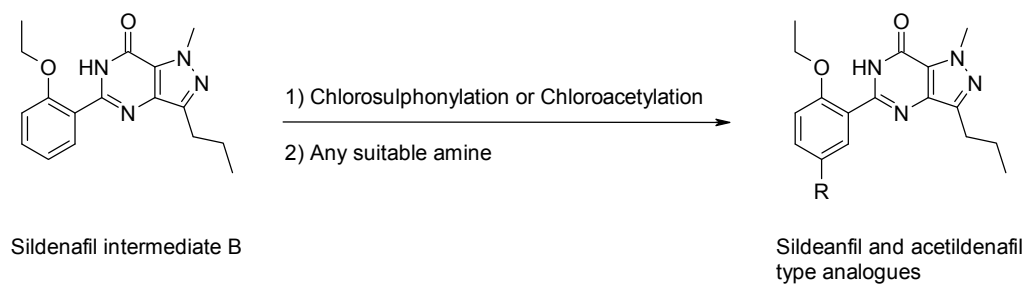 O
N
HN
N
O
N
O
N
HN
N
O
N
R
1) Chlorosulphonylation or Chloroacetylation
2) Any suitable amine
Sildenafil intermediate B
Sildeanfil and acetildenafil
type analogues